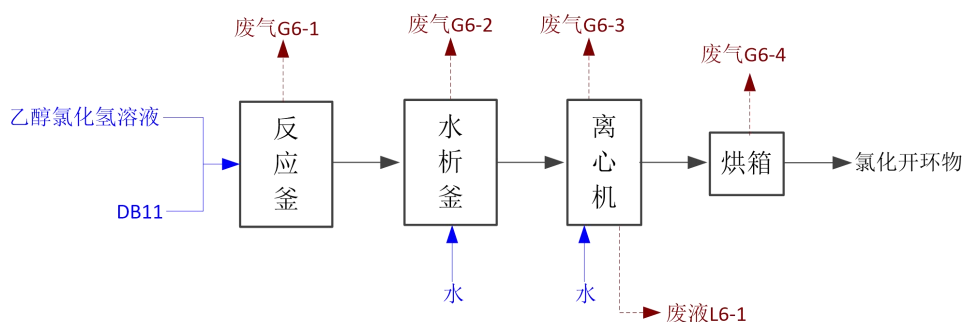 废气G6-1
废气G6-2
废气G6-3
废气G6-4
乙醇氯化氢溶液
DB11
反应釜
水析釜
离心机
烘箱
氯化开环物
水
水
废液L6-1